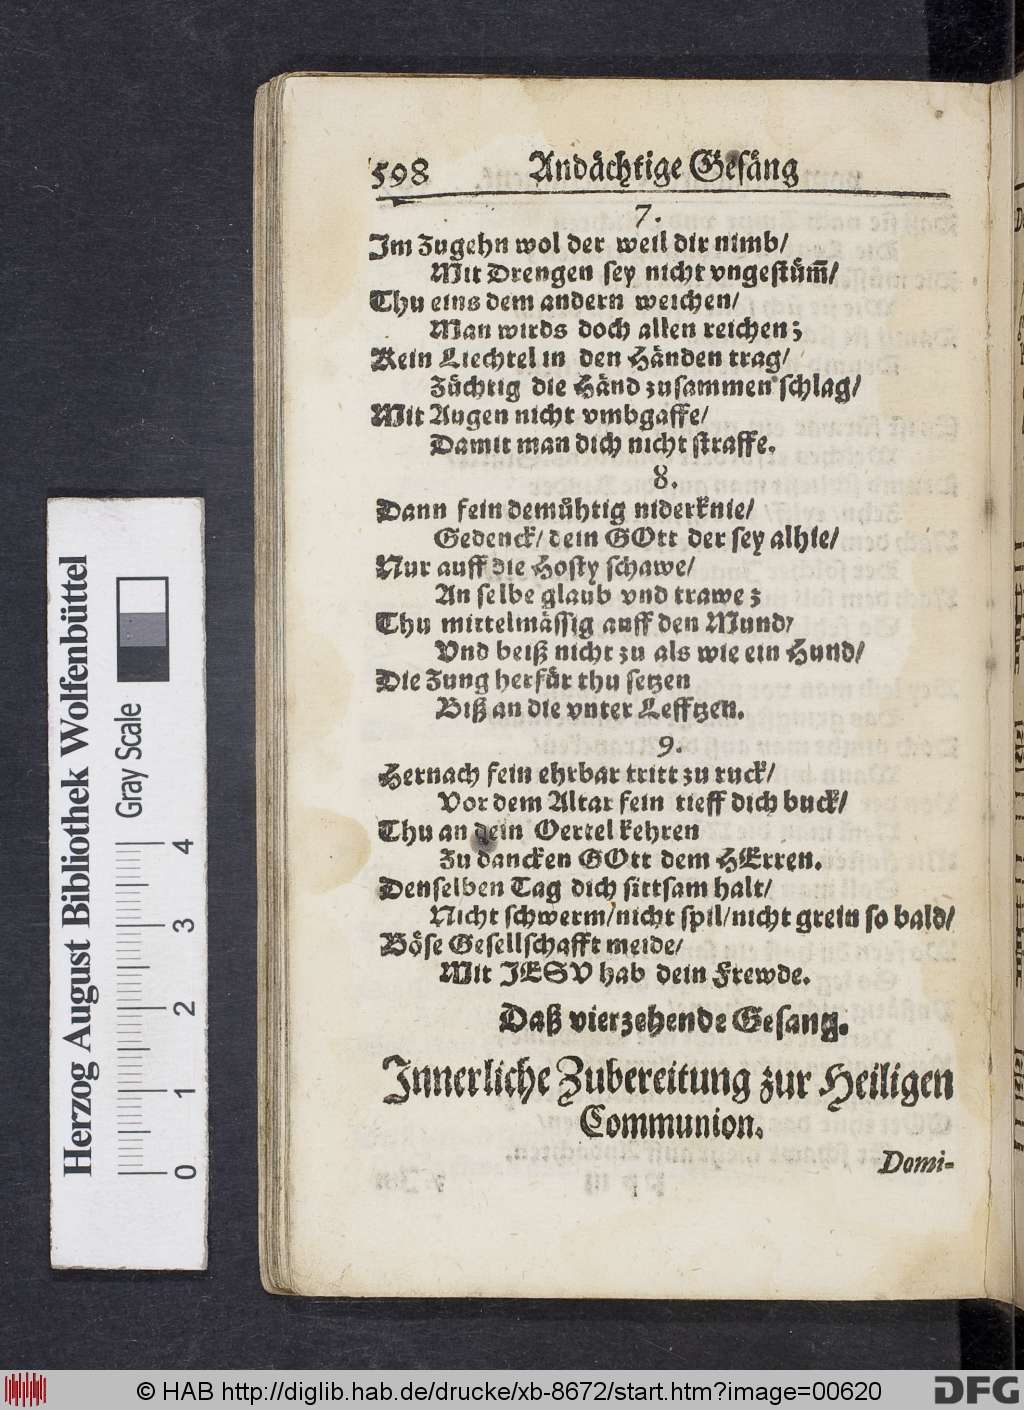 598 Andächtige Gesäng
7.
Im Zugehn wol der weil dir nimb/
Mit Drengen sey nicht vngestüm̃/
Thu eins dem andern weichen/
Man wirds doch allen reichen;
Kein Liechtel in den Händen trag/
Züchtig die Händ zusammen schlag/
Mit Augen nicht vmbgaffe/
Damit man dich nicht straffe.
8.
Dann fein demühtig niderknie/
Gedenck/ dein GOtt der sey alhie/
Nur auff die Hosty schawe/
An selbe glaub vnd trawe;
Thu mittelmässig auff den Mund/
Vnd beiß nicht zu als wie ein Hund/
Die Zung herfür thu setzen
Biß an die vnter Lefftzen.
9.
Hernach fein ehrbar tritt zu ruck/
Vor dem Altar fein tieff dich buck/
Thu an dein Oertel kehren
Zu dancken GOtt dem HErren.
Denselben Tag dich sittsam halt/
Nicht schwerm/nicht spil/nicht grein so bald/
Böse Gesellschafft meide/
Mit JESV hab dein Frewde.
Daß vierzehende Gesang.
Innerliche Zubereitung zur Heiligen
Communion.
Domi-
Herzog August Bibliothek Wolfenbüttel
Gray Scale
0 1 2 3 4
© HAB http://diglib.hab.de/drucke/xb-8672/start.htm?image=00620
DFG